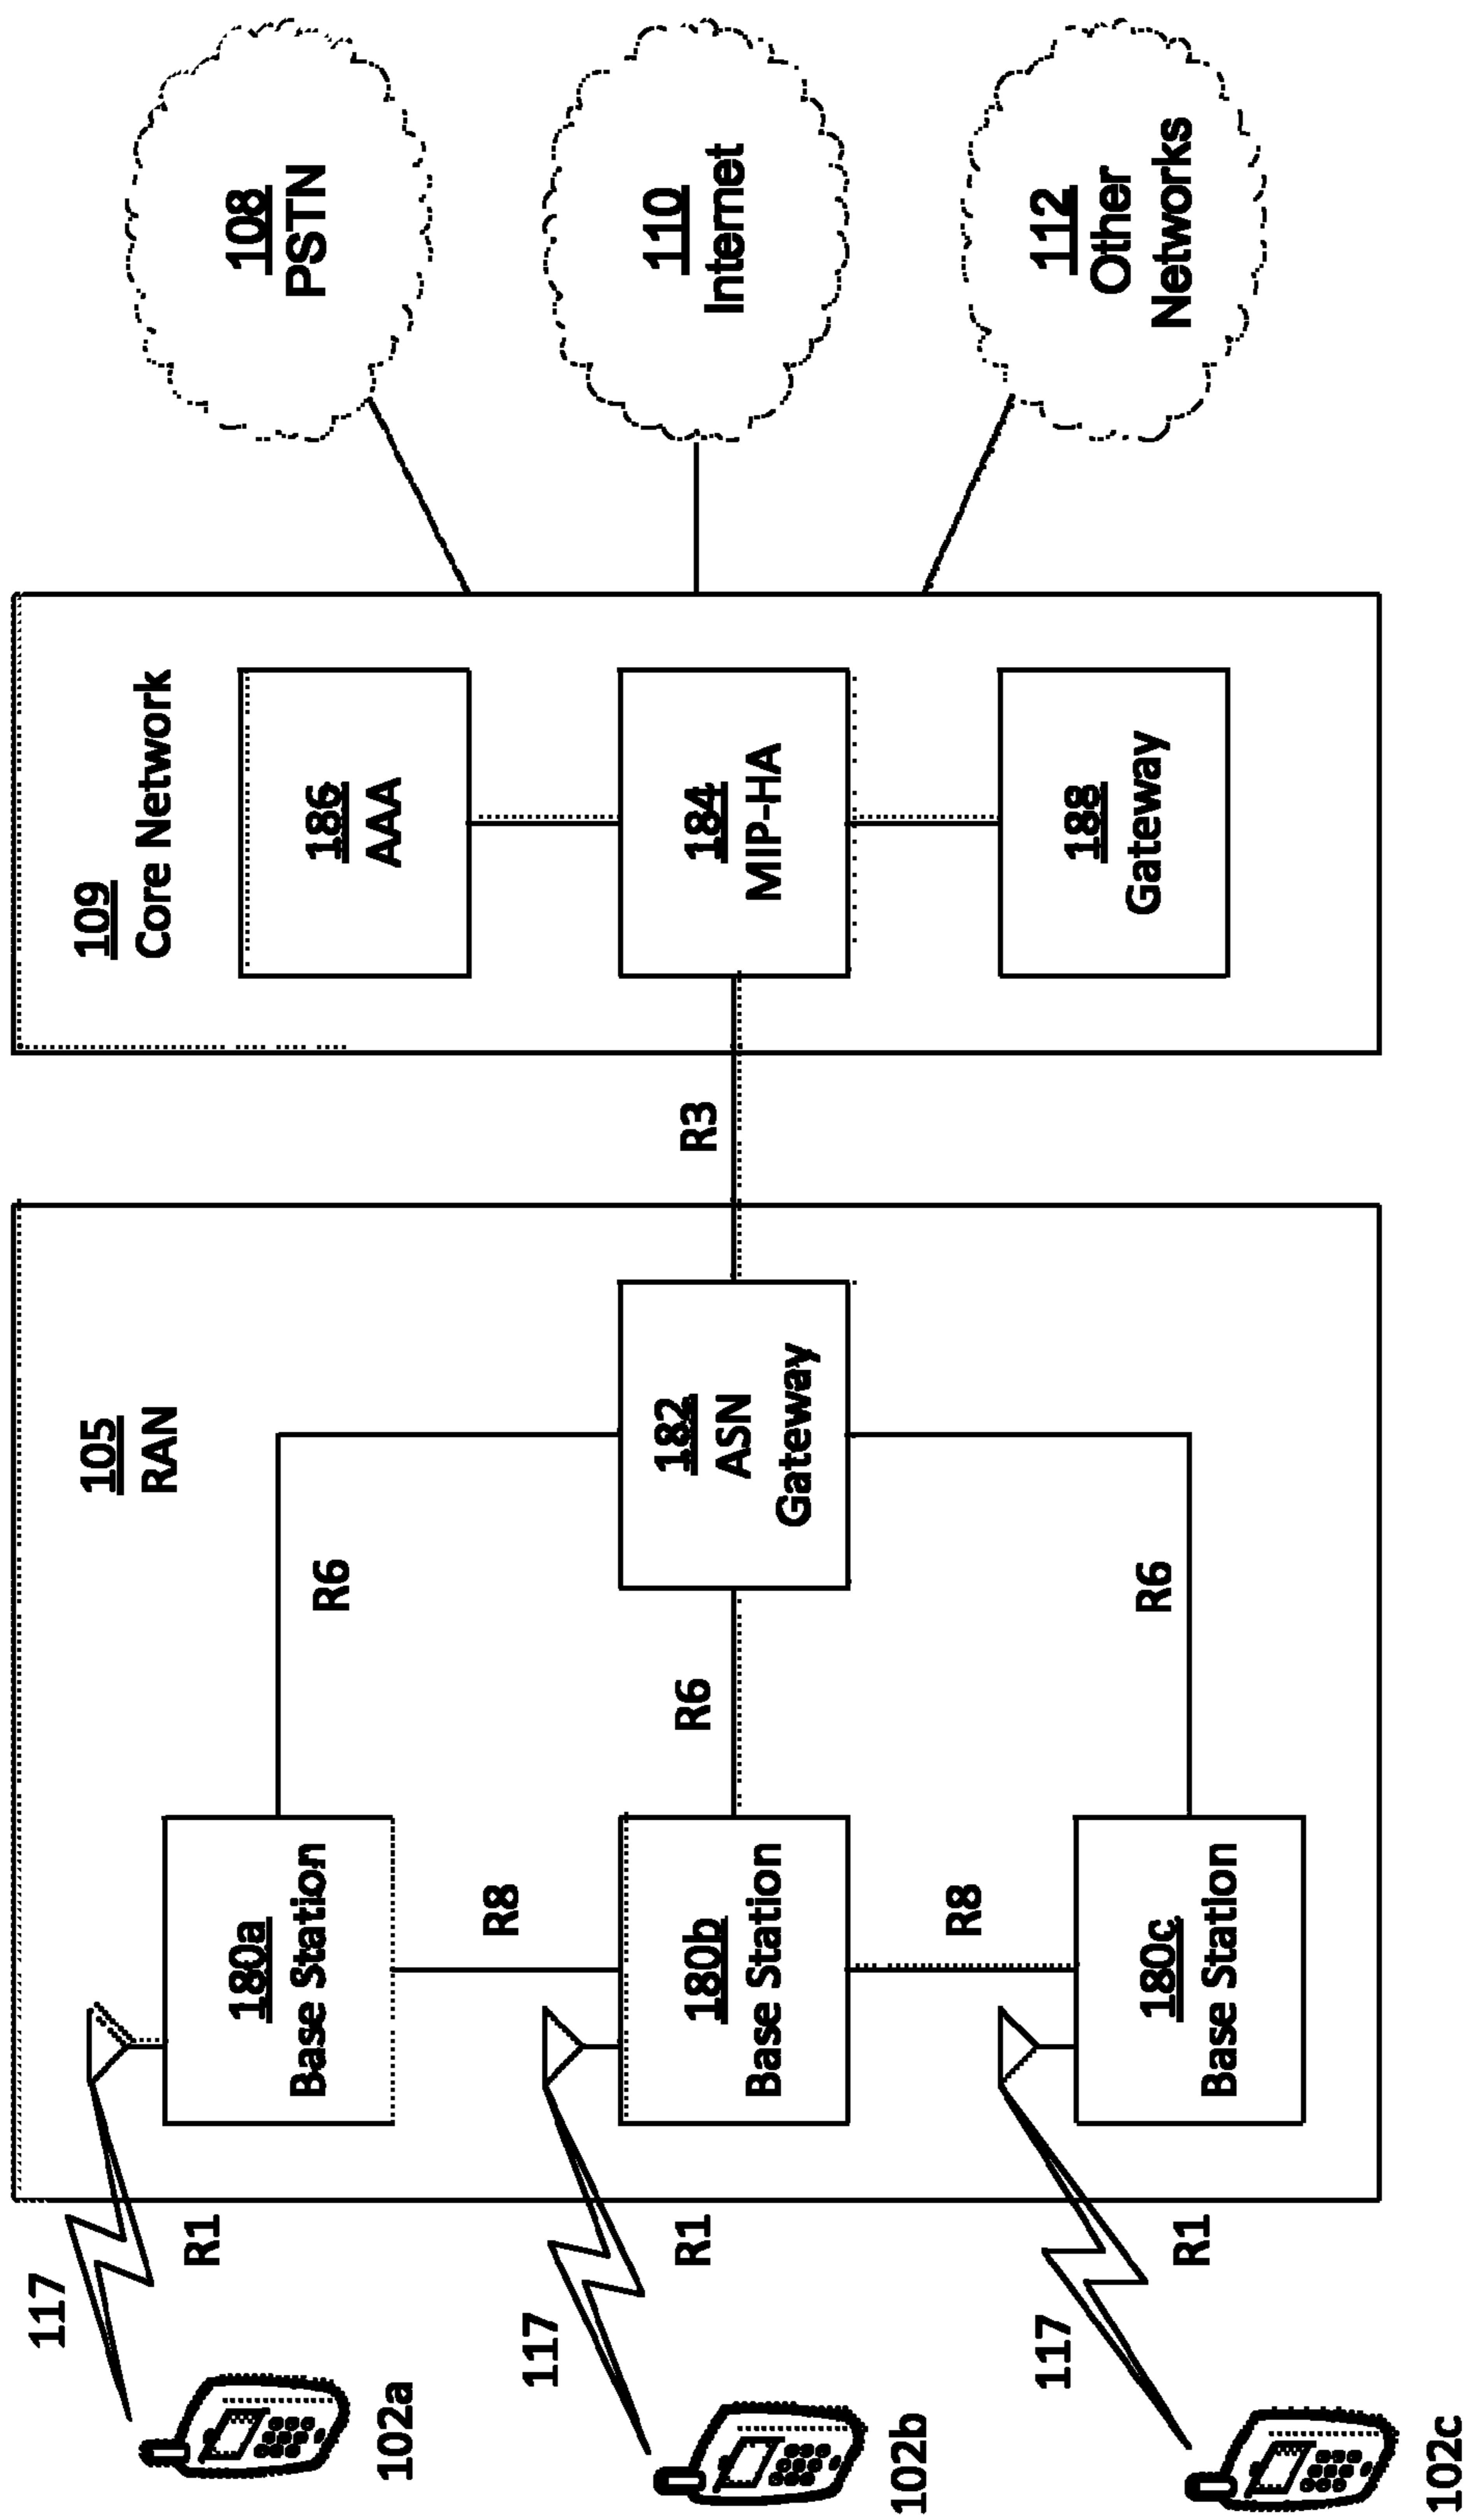 117
R1
102a
117
R1
102b
117
R1
102c
105
RAN
180a
Base Station
R8
180b
Base Station
R8
180c
Base Station
R6
R6
R6
182
ASN
Gateway
R3
109
Core Network
186
AAA
184
MIP-HA
188
Gateway
108
PSTN
110
Internet
112
Other
Networks